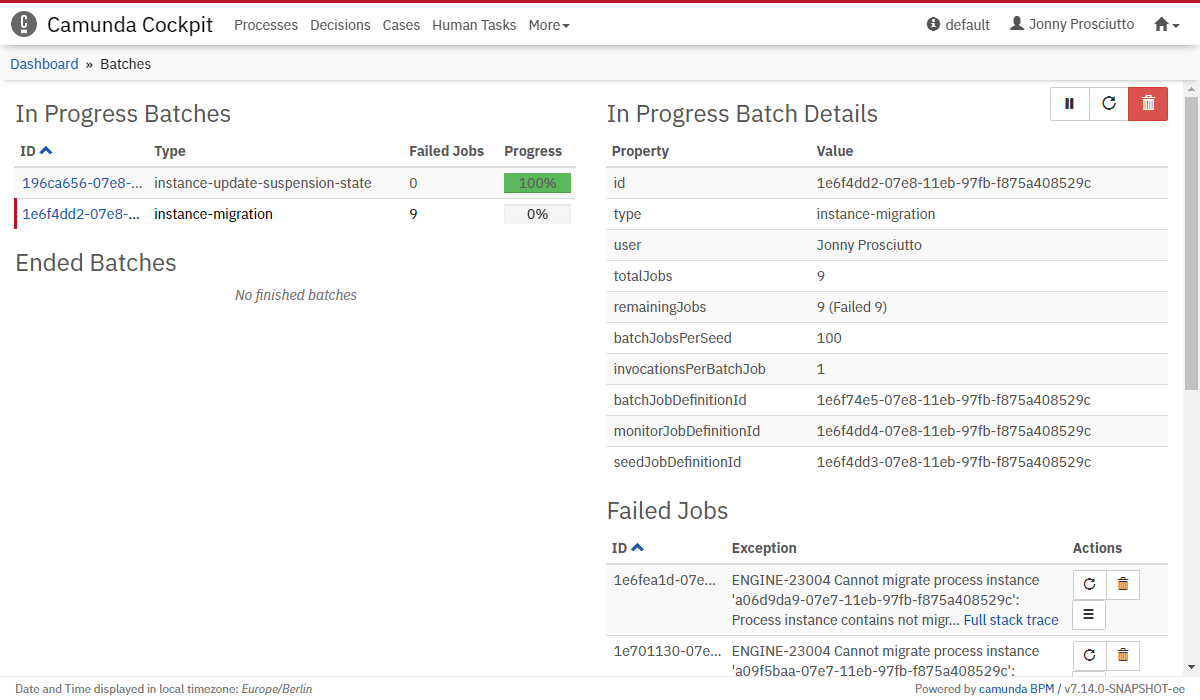 Camunda Cockpit Processes Decisions Cases Human Tasks More default Jonny Prosciutto
Dashboard » Batches
In Progress Batches
ID Type Failed Jobs Progress
196ca656-07e8-... instance-update-suspension-state 0 100%
1e6f4dd2-07e8-... instance-migration 9 0%
Ended Batches
No finished batches
In Progress Batch Details
Property Value
id 1e6f4dd2-07e8-11eb-97fb-f875a408529c
type instance-migration
user Jonny Prosciutto
totalJobs 9
remainingJobs 9 (Failed 9)
batchJobsPerSeed 100
invocationsPerBatchJob 1
batchJobDefinitionId 1e6f74e5-07e8-11eb-97fb-f875a408529c
monitorJobDefinitionId 1e6f4dd4-07e8-11eb-97fb-f875a408529c
seedJobDefinitionId 1e6f4dd3-07e8-11eb-97fb-f875a408529c
Failed Jobs
ID Exception Actions
1e6fea1d-07e... ENGINE-23004 Cannot migrate process instance
'a06d9da9-07e7-11eb-97fb-f875a408529c':
Process instance contains not migr... Full stack trace
1e701130-07e... ENGINE-23004 Cannot migrate process instance
'a09f5baa-07e7-11eb-97fb-f875a408529c':
Date and Time displayed in local timezone: Europe/Berlin Powered by camunda BPM / v7.14.0-SNAPSHOT-ee